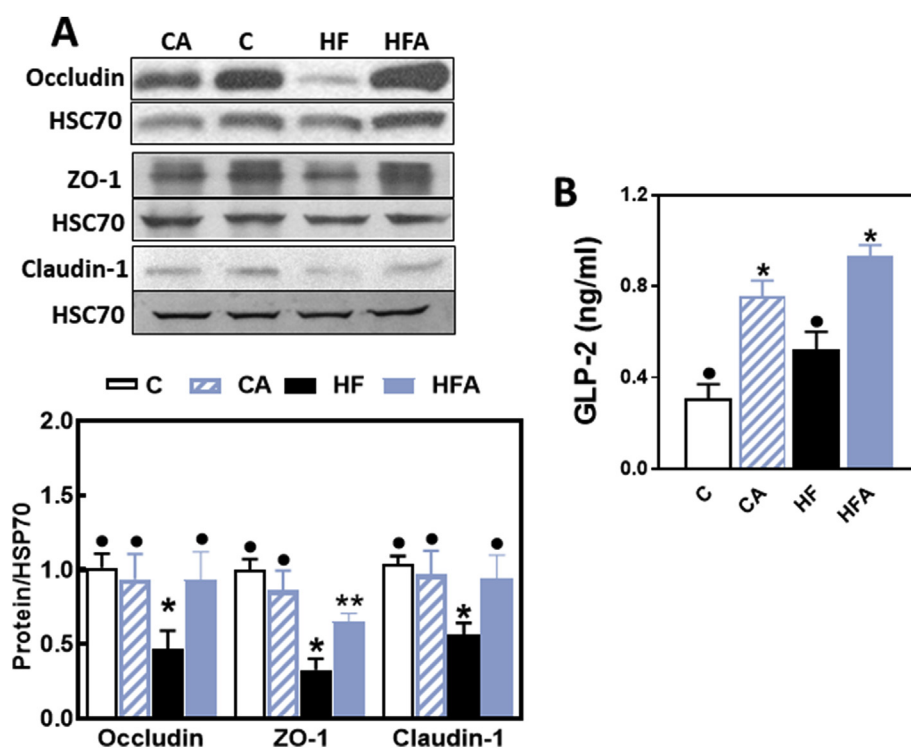 A
CA C HF HFA
Occludin
HSC70
ZO-1
HSC70
Claudin-1
HSC70
C CA HF HFA
Protein/HSP70
2.0
1.5
1.0
0.5
0.0
* * ** *
Occludin ZO-1 Claudin-1
B
GLP-2 (ng/ml)
1.2
0.8
0.4
0.0
* *
C CA HF HFA